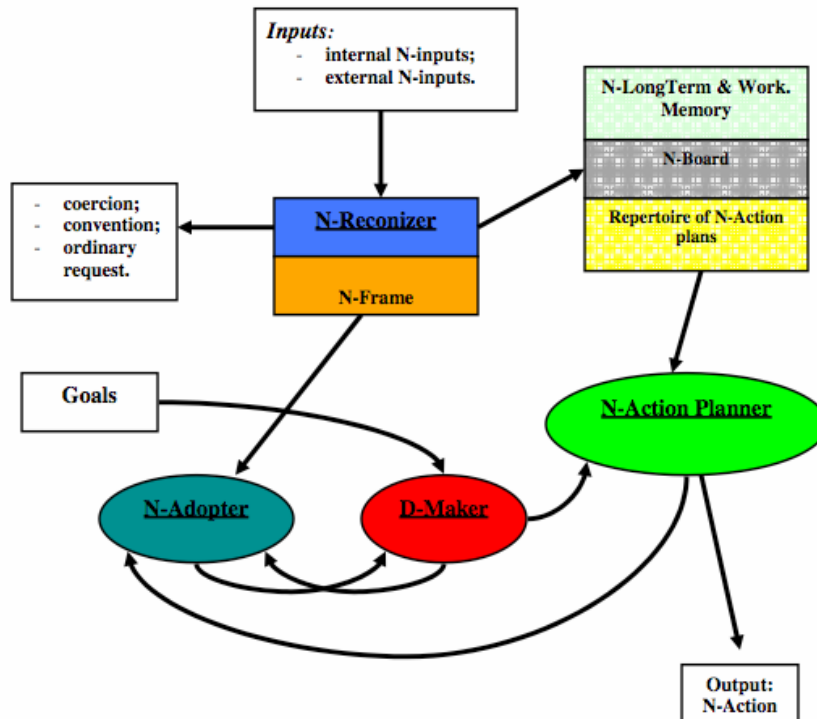 Inputs:
- internal N-inputs;
- external N-inputs.
N-LongTerm & Work.
Memory
N-Board
Repertoire of N-Action
plans
- coercion;
- convention;
- ordinary
request.
N-Reconizer
N-Frame
Goals
N-Action Planner
N-Adopter
D-Maker
Output:
N-Action